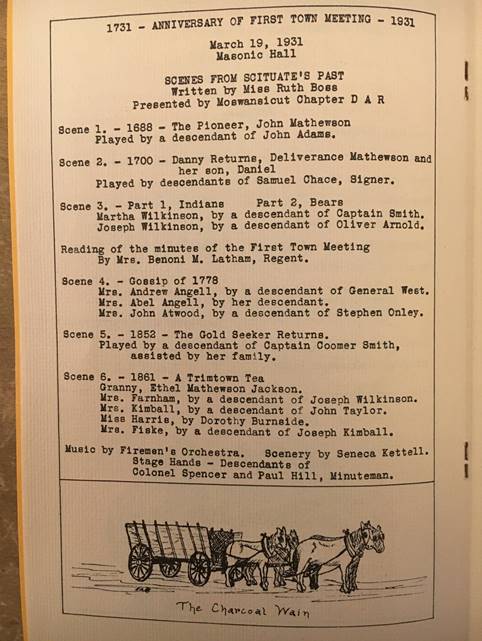 1731 - ANNIVERSARY OF FIRST TOWN MEETING - 1931
March 19, 1931
Masonic Hall
SCENES FROM SCITUATE'S PAST
Written by Miss Ruth Boss
Presented by Moswansicut Chapter D A R
Scene 1. - 1688 - The Pioneer, John Mathewson
Played by a descendant of John Adams.
Scene 2. - 1700 - Danny Returns, Deliverance Mathewson and
her son, Daniel
Played by descendants of Samuel Chace, Signer.
Scene 3. - Part 1, Indians Part 2, Bears
Martha Wilkinson, by a descendant of Captain Smith.
Joseph Wilkinson, by a descendant of Oliver Arnold.
Reading of the minutes of the First Town Meeting
By Mrs. Benoni M. Latham, Regent.
Scene 4. - Gossip of 1778
Mrs. Andrew Angell, by a descendant of General West.
Mrs. Abel Angell, by her descendant.
Mrs. John Atwood, by a descendant of Stephen Onley.
Scene 5. - 1852 - The Gold Seeker Returns.
Played by a descendant of Captain Coomer Smith,
assisted by her family.
Scene 6. - 1861 - A Trimtown Tea
Granny, Ethel Mathewson Jackson.
Mrs. Farnham, by a descendant of Joseph Wilkinson.
Mrs. Kimball, by a descendant of John Taylor.
Miss Harris, by Dorothy Burnside.
Mrs. Fiske, by a descendant of Joseph Kimball.
Music by Firemen's Orchestra. Scenery by Seneca Kettell.
Stage Hands - Descendants of
Colonel Spencer and Paul Hill, Minuteman.
The Charcoal Wain